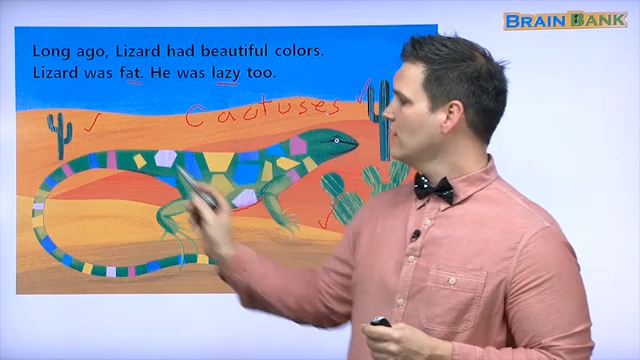 BRAIN BANK
Long ago, Lizard had beautiful colors.
Lizard was fat. He was lazy too.
Cactuses